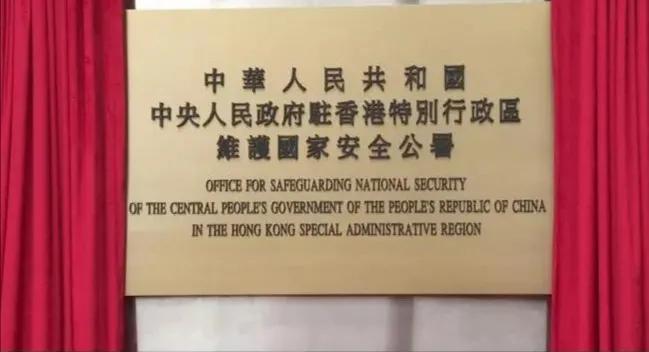 中華人民共和國
中央人民政府駐香港特別行政區
維護國家安全公署
OFFICE FOR SAFEGUARDING NATIONAL SECURITY
OF THE CENTRAL PEOPLE'S GOVERNMENT OF THE PEOPLE'S REPUBLIC OF CHINA
IN THE HONG KONG SPECIAL ADMINISTRATIVE REGION